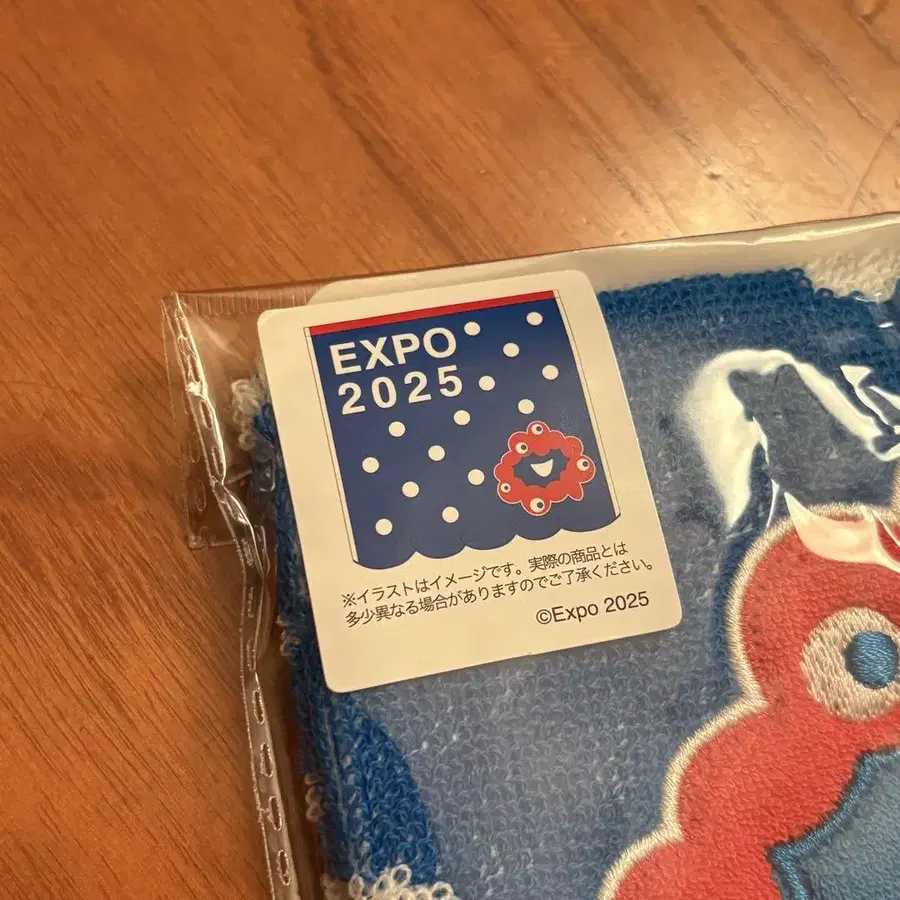 EXPO
2025
※イラストはイメージです。実際の商品とは
多少異なる場合がありますのでご了承ください。
©Expo 2025